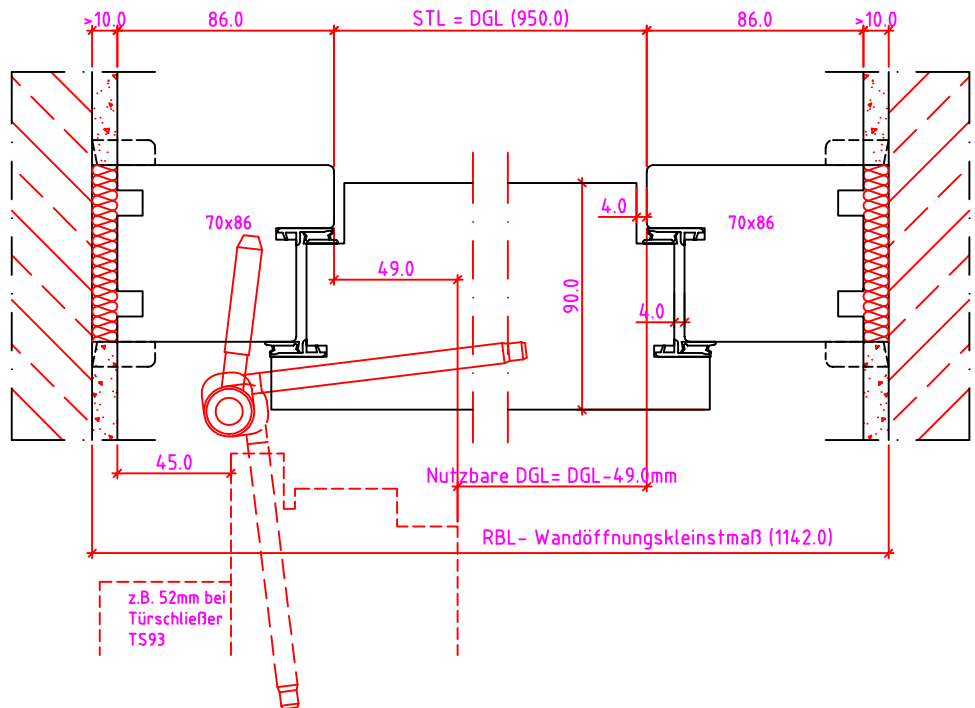 >10.0
86.0
STL = DGL (950.0)
86.0
>10.0
70x86
4.0
70x86
49.0
90.0
4.0
45.0
Nutzbare DGL= DGL-49.0mm
RBL- Wandöffnungskleinstmaß (1142.0)
z.B. 52mm bei
Türschließer
TS93